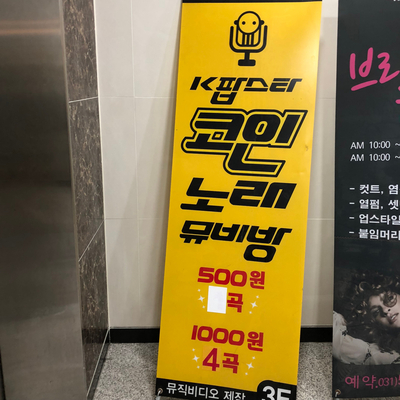 K팝스타
코인
노래
뮤비방
500원
곡
1000원
4곡
뮤직비디오 제작
3F
AM 10:00 ~
AM 10:00 ~
- 컷트, 염
- 열펌, 셋
- 업스타일
- 붙임머리
예약.031)